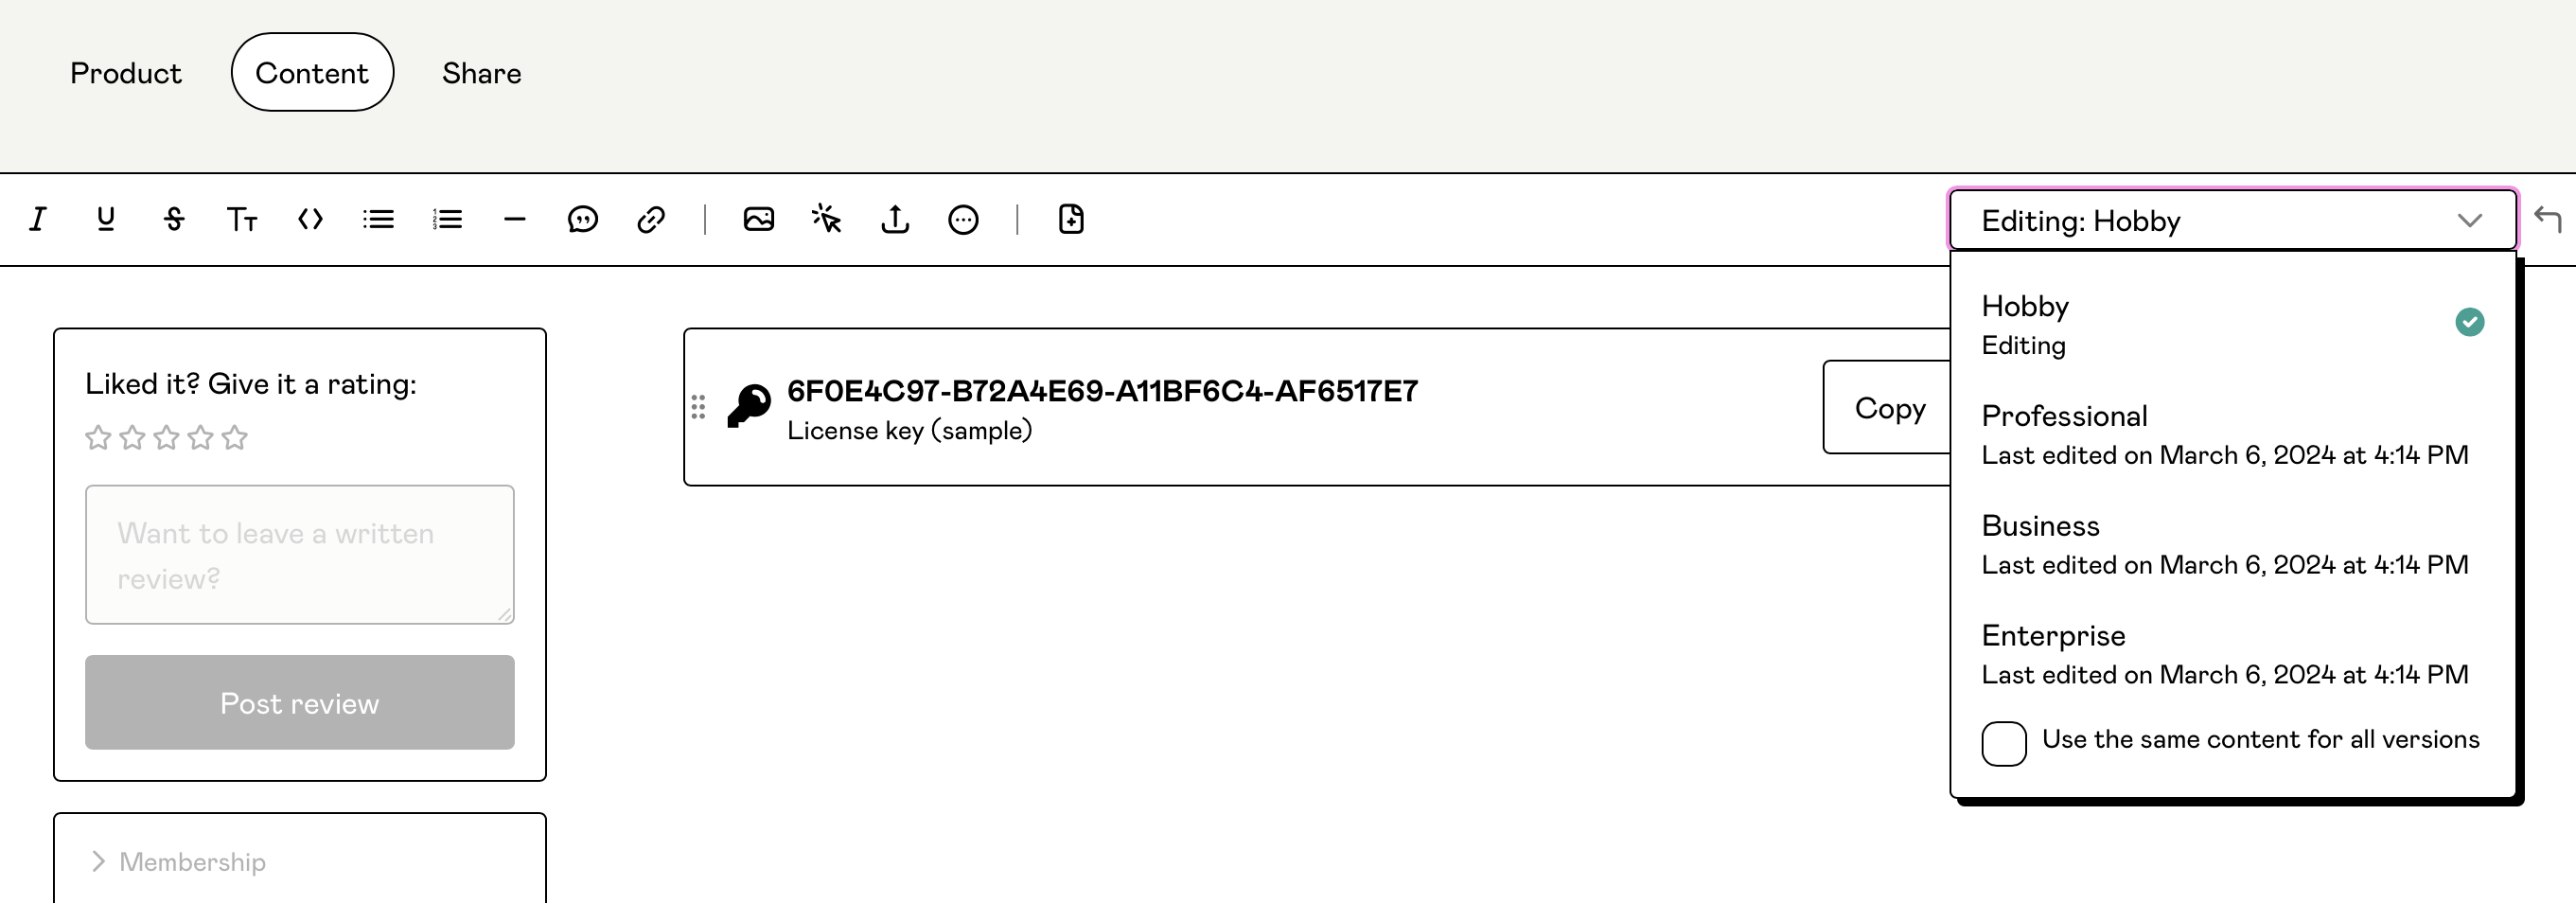 Product
Content
Share
Editing: Hobby
Liked it? Give it a rating:
Want to leave a written
review?
Post review
Membership
6F0E4C97-B72A4E69-A11BF6C4-AF6517E7
License key (sample)
Copy
Hobby
Editing
Professional
Last edited on March 6, 2024 at 4:14 PM
Business
Last edited on March 6, 2024 at 4:14 PM
Enterprise
Last edited on March 6, 2024 at 4:14 PM
Use the same content for all versions